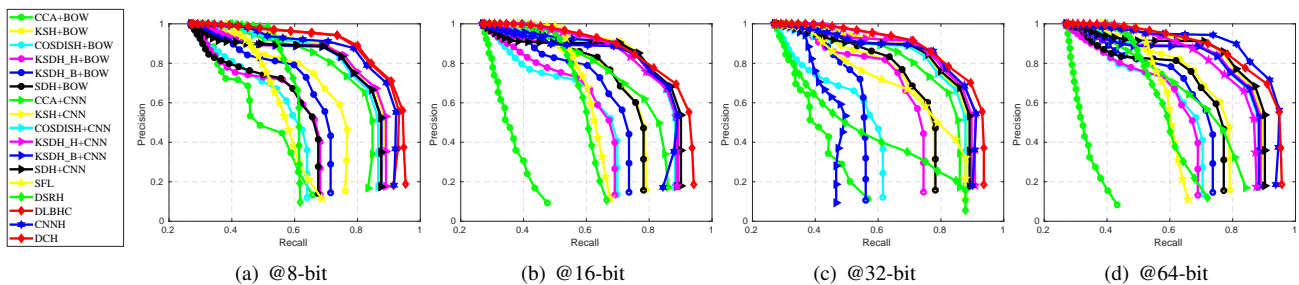 CCA+BOW
KSH+BOW
COSDISH+BOW
KSDH_H+BOW
KSDH_B+BOW
SDH+BOW
CCA+CNN
KSH+CNN
COSDISH+CNN
KSDH_H+CNN
KSDH_B+CNN
SDH+CNN
SFL
DSRH
DLBHC
CNNH
DCH
Precision
1
0.8
0.6
0.4
0.2
0
0.2
0.4
0.6
0.8
1
Recall
(a) @8-bit
Precision
1
0.8
0.6
0.4
0.2
0
0.2
0.4
0.6
0.8
1
Recall
(b) @16-bit
Precision
1
0.8
0.6
0.4
0.2
0
0.2
0.4
0.6
0.8
1
Recall
(c) @32-bit
Precision
1
0.8
0.6
0.4
0.2
0
0.2
0.4
0.6
0.8
1
Recall
(d) @64-bit